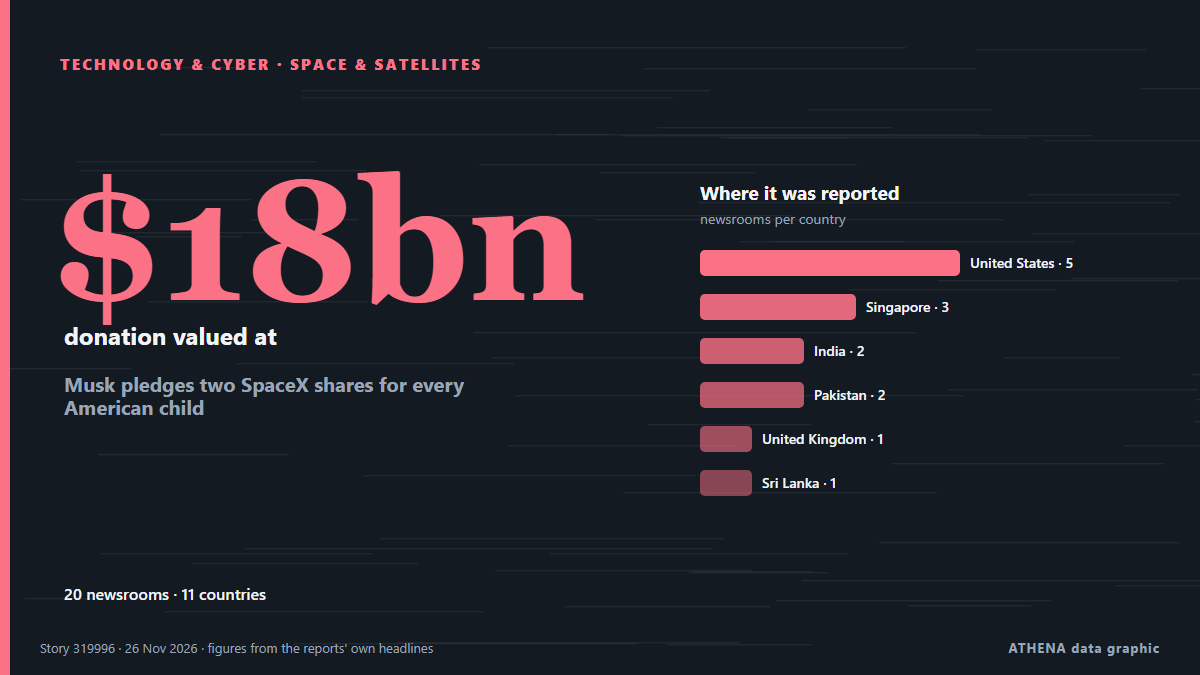 TECHNOLOGY & CYBER · SPACE & SATELLITES
$18bn
donation valued at
Musk pledges two SpaceX shares for every
American child
20 newsrooms · 11 countries
Where it was reported
newsrooms per country
United States · 5
Singapore · 3
India · 2
Pakistan · 2
United Kingdom · 1
Sri Lanka · 1
Story 319996 · 26 Nov 2026 · figures from the reports' own headlines
ATHENA data graphic